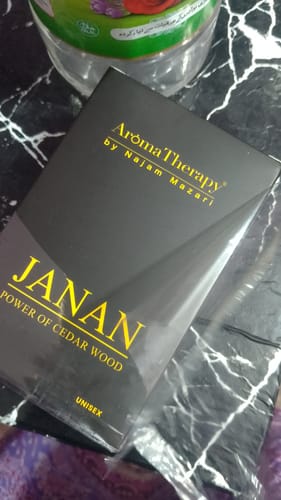 AromaTherapy®
by Najam Mazari
JANAN
POWER OF CEDAR WOOD
UNISEX